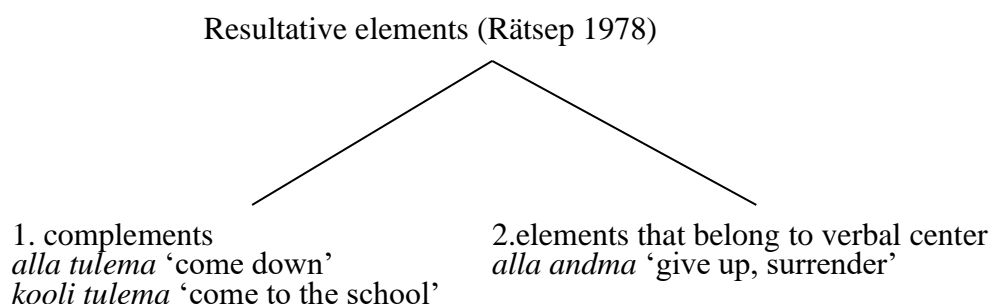 Resultative elements (Rätsep 1978)
1. complements
alla tulema ‘come down’
kooli tulema ‘come to the school’
2.elements that belong to verbal center
alla andma ‘give up, surrender’